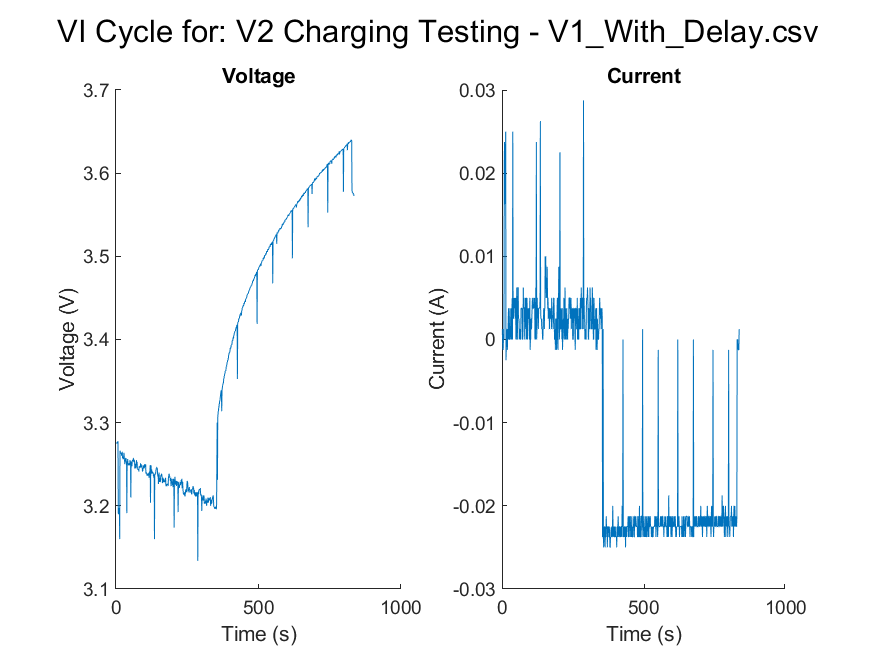 VI Cycle for: V2 Charging Testing - V1_With_Delay.csv
Voltage
3.7
3.6
3.5
3.4
3.3
3.2
3.1
0
500
1000
Time (s)
Voltage (V)
Current
0.03
0.02
0.01
0
-0.01
-0.02
-0.03
0
500
1000
Time (s)
Current (A)